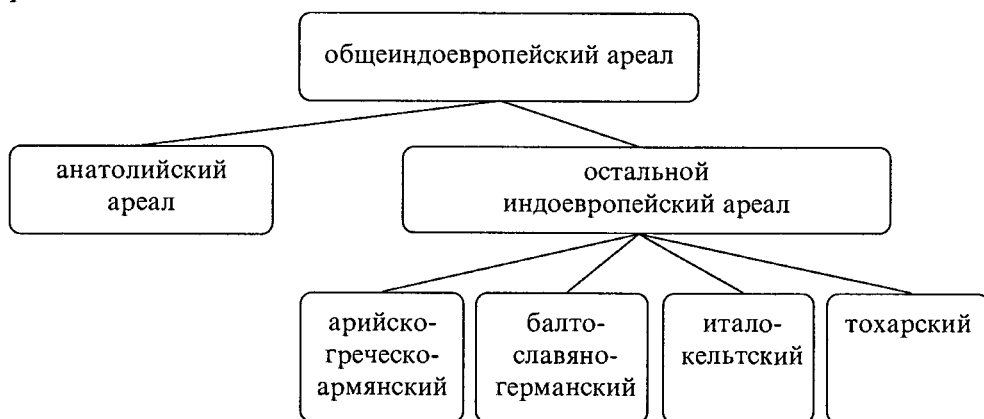 общеиндоевропейский ареал
анатолийский
ареал
остальной
индоевропейский ареал
арийско-
греческо-
армянский
балто-
славяно-
германский
итало-
кельтский
тохарский